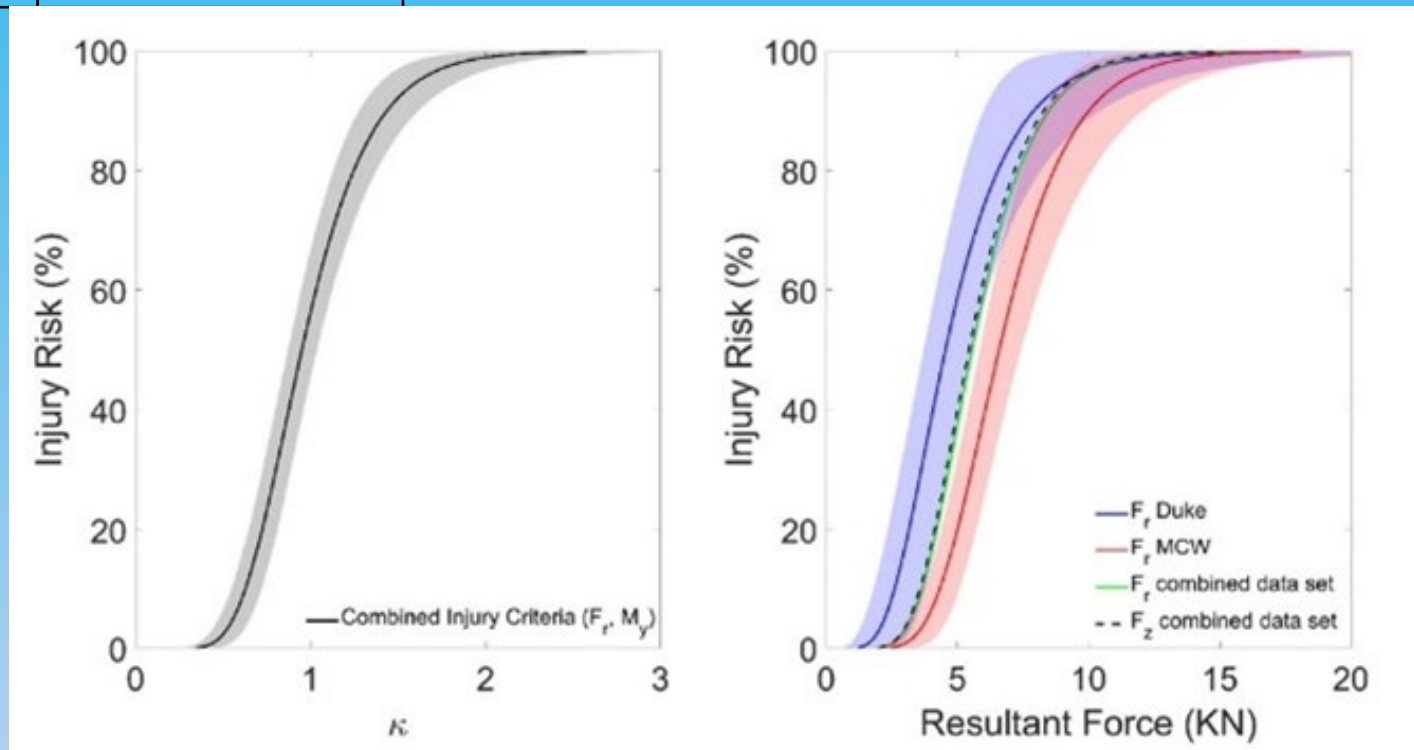 100
80
60
40
20
0
Injury Risk (%)
Combined Injury Criteria (Fr, My)
0 1 2 3
κ
100
80
60
40
20
0
Injury Risk (%)
Fr Duke
Fr MCW
Fr combined data set
Fz combined data set
0 5 10 15 20
Resultant Force (KN)